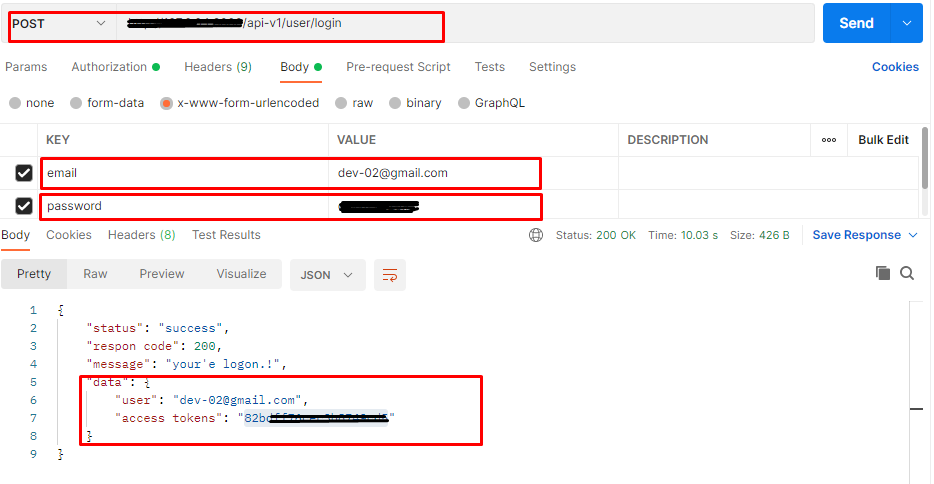 POST /api-v1/user/login Send
Params Authorization Headers (9) Body Pre-request Script Tests Settings Cookies
none form-data x-www-form-urlencoded raw binary GraphQL
KEY VALUE DESCRIPTION ooo Bulk Edit
email dev-02@gmail.com
password
Body Cookies Headers (8) Test Results Status: 200 OK Time: 10.03 s Size: 426 B Save Response
Pretty Raw Preview Visualize JSON
1 {
2 "status": "success",
3 "respon code": 200,
4 "message": "your'e logon.!",
5 "data": {
6 "user": "dev-02@gmail.com",
7 "access tokens": "
8 }
9 }